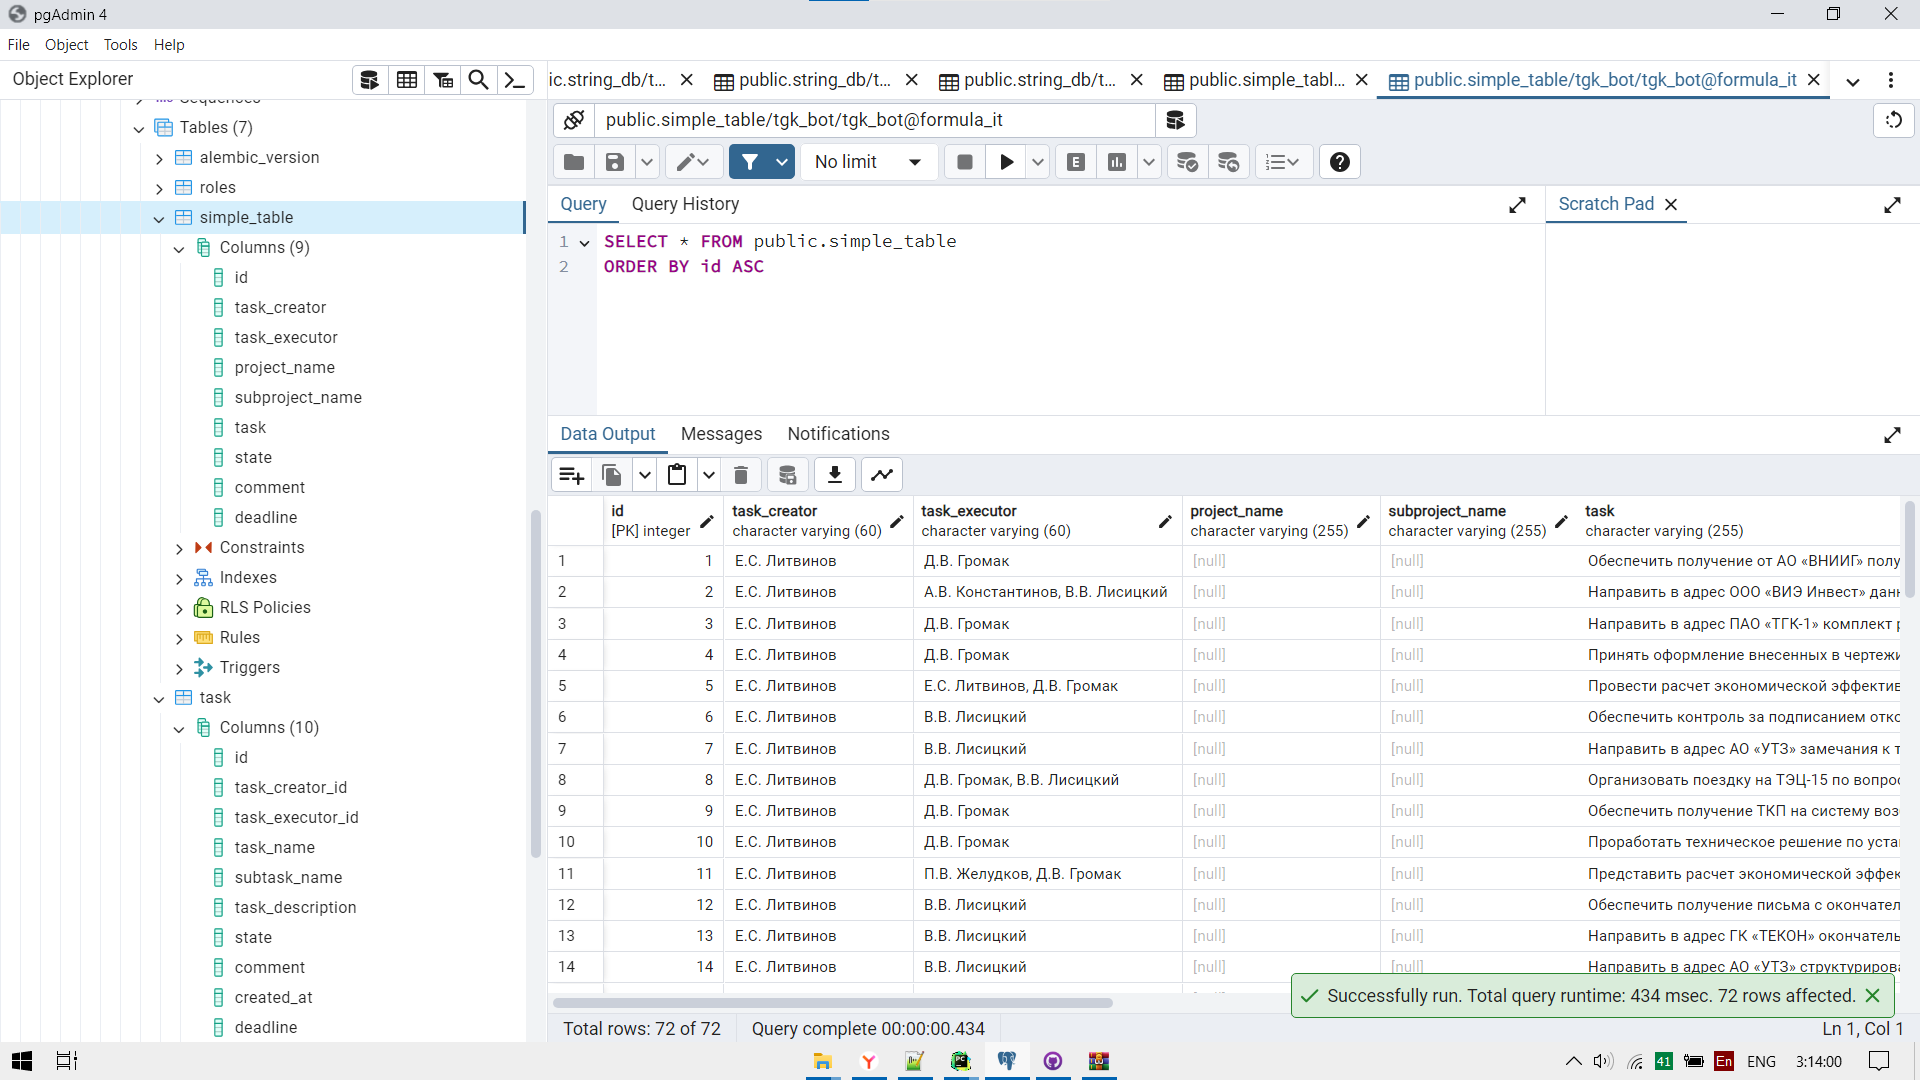 pgAdmin 4
File Object Tools Help
Object Explorer
Sequences
Tables (7)
alembic_version
roles
simple_table
Columns (9)
id
task_creator
task_executor
project_name
subproject_name
task
state
comment
deadline
Constraints
Indexes
RLS Policies
Rules
Triggers
task
Columns (10)
id
task_creator_id
task_executor_id
task_name
subtask_name
task_description
state
comment
created_at
deadline
ic.string_db/t... public.string_db/t... public.string_db/t... public.simple_tabl... public.simple_table/tgk_bot/tgk_bot@formula_it
public.simple_table/tgk_bot/tgk_bot@formula_it
No limit E
Query Query History Scratch Pad
1 SELECT * FROM public.simple_table
2 ORDER BY id ASC
Data Output Messages Notifications
id task_creator task_executor project_name subproject_name task
[PK] integer character varying (60) character varying (60) character varying (255) character varying (255) character varying (255)
1 1 Е.С. Литвинов Д.В. Громак [null] [null] Обеспечить получение от АО «ВНИИГ» полу
2 2 Е.С. Литвинов А.В. Константинов, В.В. Лисицкий [null] [null] Направить в адрес ООО «ВИЭ Инвест» дан
3 3 Е.С. Литвинов Д.В. Громак [null] [null] Направить в адрес ПАО «ТГК-1» комплект р
4 4 Е.С. Литвинов Д.В. Громак [null] [null] Принять оформление внесенных в чертежи
5 5 Е.С. Литвинов Е.С. Литвинов, Д.В. Громак [null] [null] Провести расчет экономической эффектив
6 6 Е.С. Литвинов В.В. Лисицкий [null] [null] Обеспечить контроль за подписанием отко
7 7 Е.С. Литвинов В.В. Лисицкий [null] [null] Направить в адрес АО «УТЗ» замечания к т
8 8 Е.С. Литвинов Д.В. Громак, В.В. Лисицкий [null] [null] Организовать поездку на ТЭЦ-15 по вопро
9 9 Е.С. Литвинов Д.В. Громак [null] [null] Обеспечить получение ТКП на систему воз
10 10 Е.С. Литвинов Д.В. Громак [null] [null] Проработать техническое решение по уста
11 11 Е.С. Литвинов П.В. Желудков, Д.В. Громак [null] [null] Представить расчет экономической эффек
12 12 Е.С. Литвинов В.В. Лисицкий [null] [null] Обеспечить получение письма с окончател
13 13 Е.С. Литвинов В.В. Лисицкий [null] [null] Направить в адрес ГК «ТЕКОН» окончатель
14 14 Е.С. Литвинов В.В. Лисицкий [null] [null] Направить в адрес АО «УТЗ» структурирова
Successfully run. Total query runtime: 434 msec. 72 rows affected.
Total rows: 72 of 72 Query complete 00:00:00.434 Ln 1, Col 1
41 En ENG 3:14:00